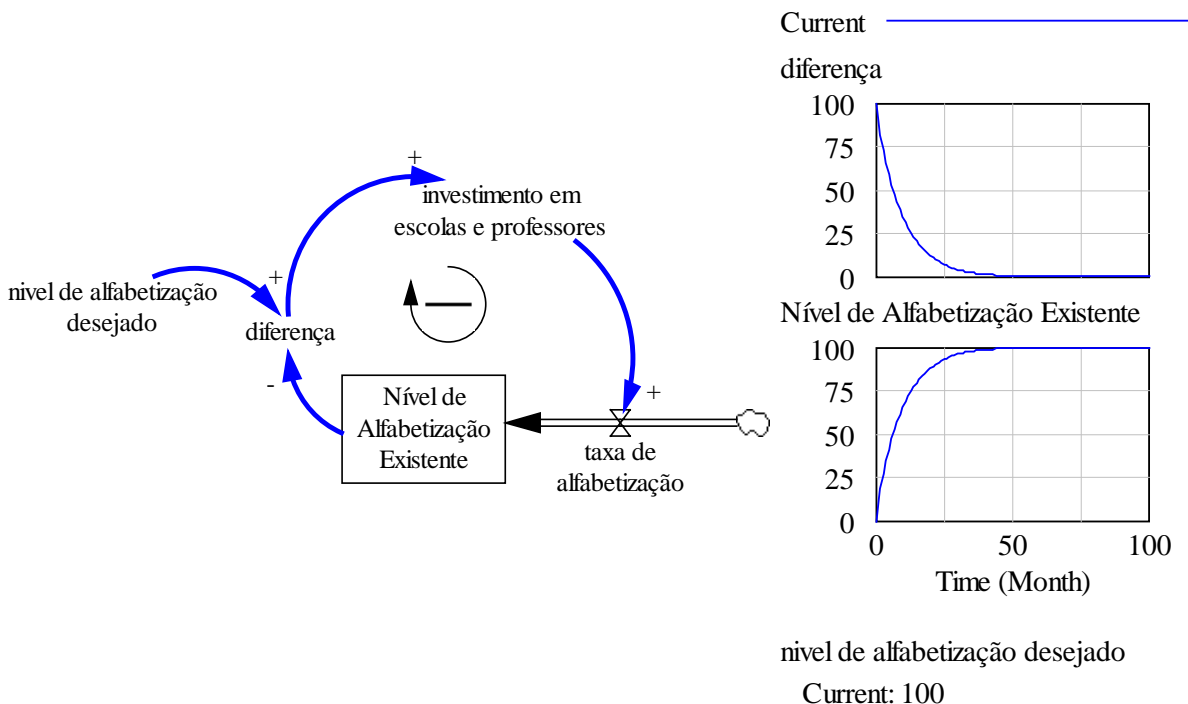 +
investimento em
escolas e professores
+
nivel de alfabetização
desejado
diferença
-
Nível de
Alfabetização
Existente
+
taxa de
alfabetização
Current
diferença
100
75
50
25
0
Nível de Alfabetização Existente
100
75
50
25
0
0 50 100
Time (Month)
nivel de alfabetização desejado
Current: 100